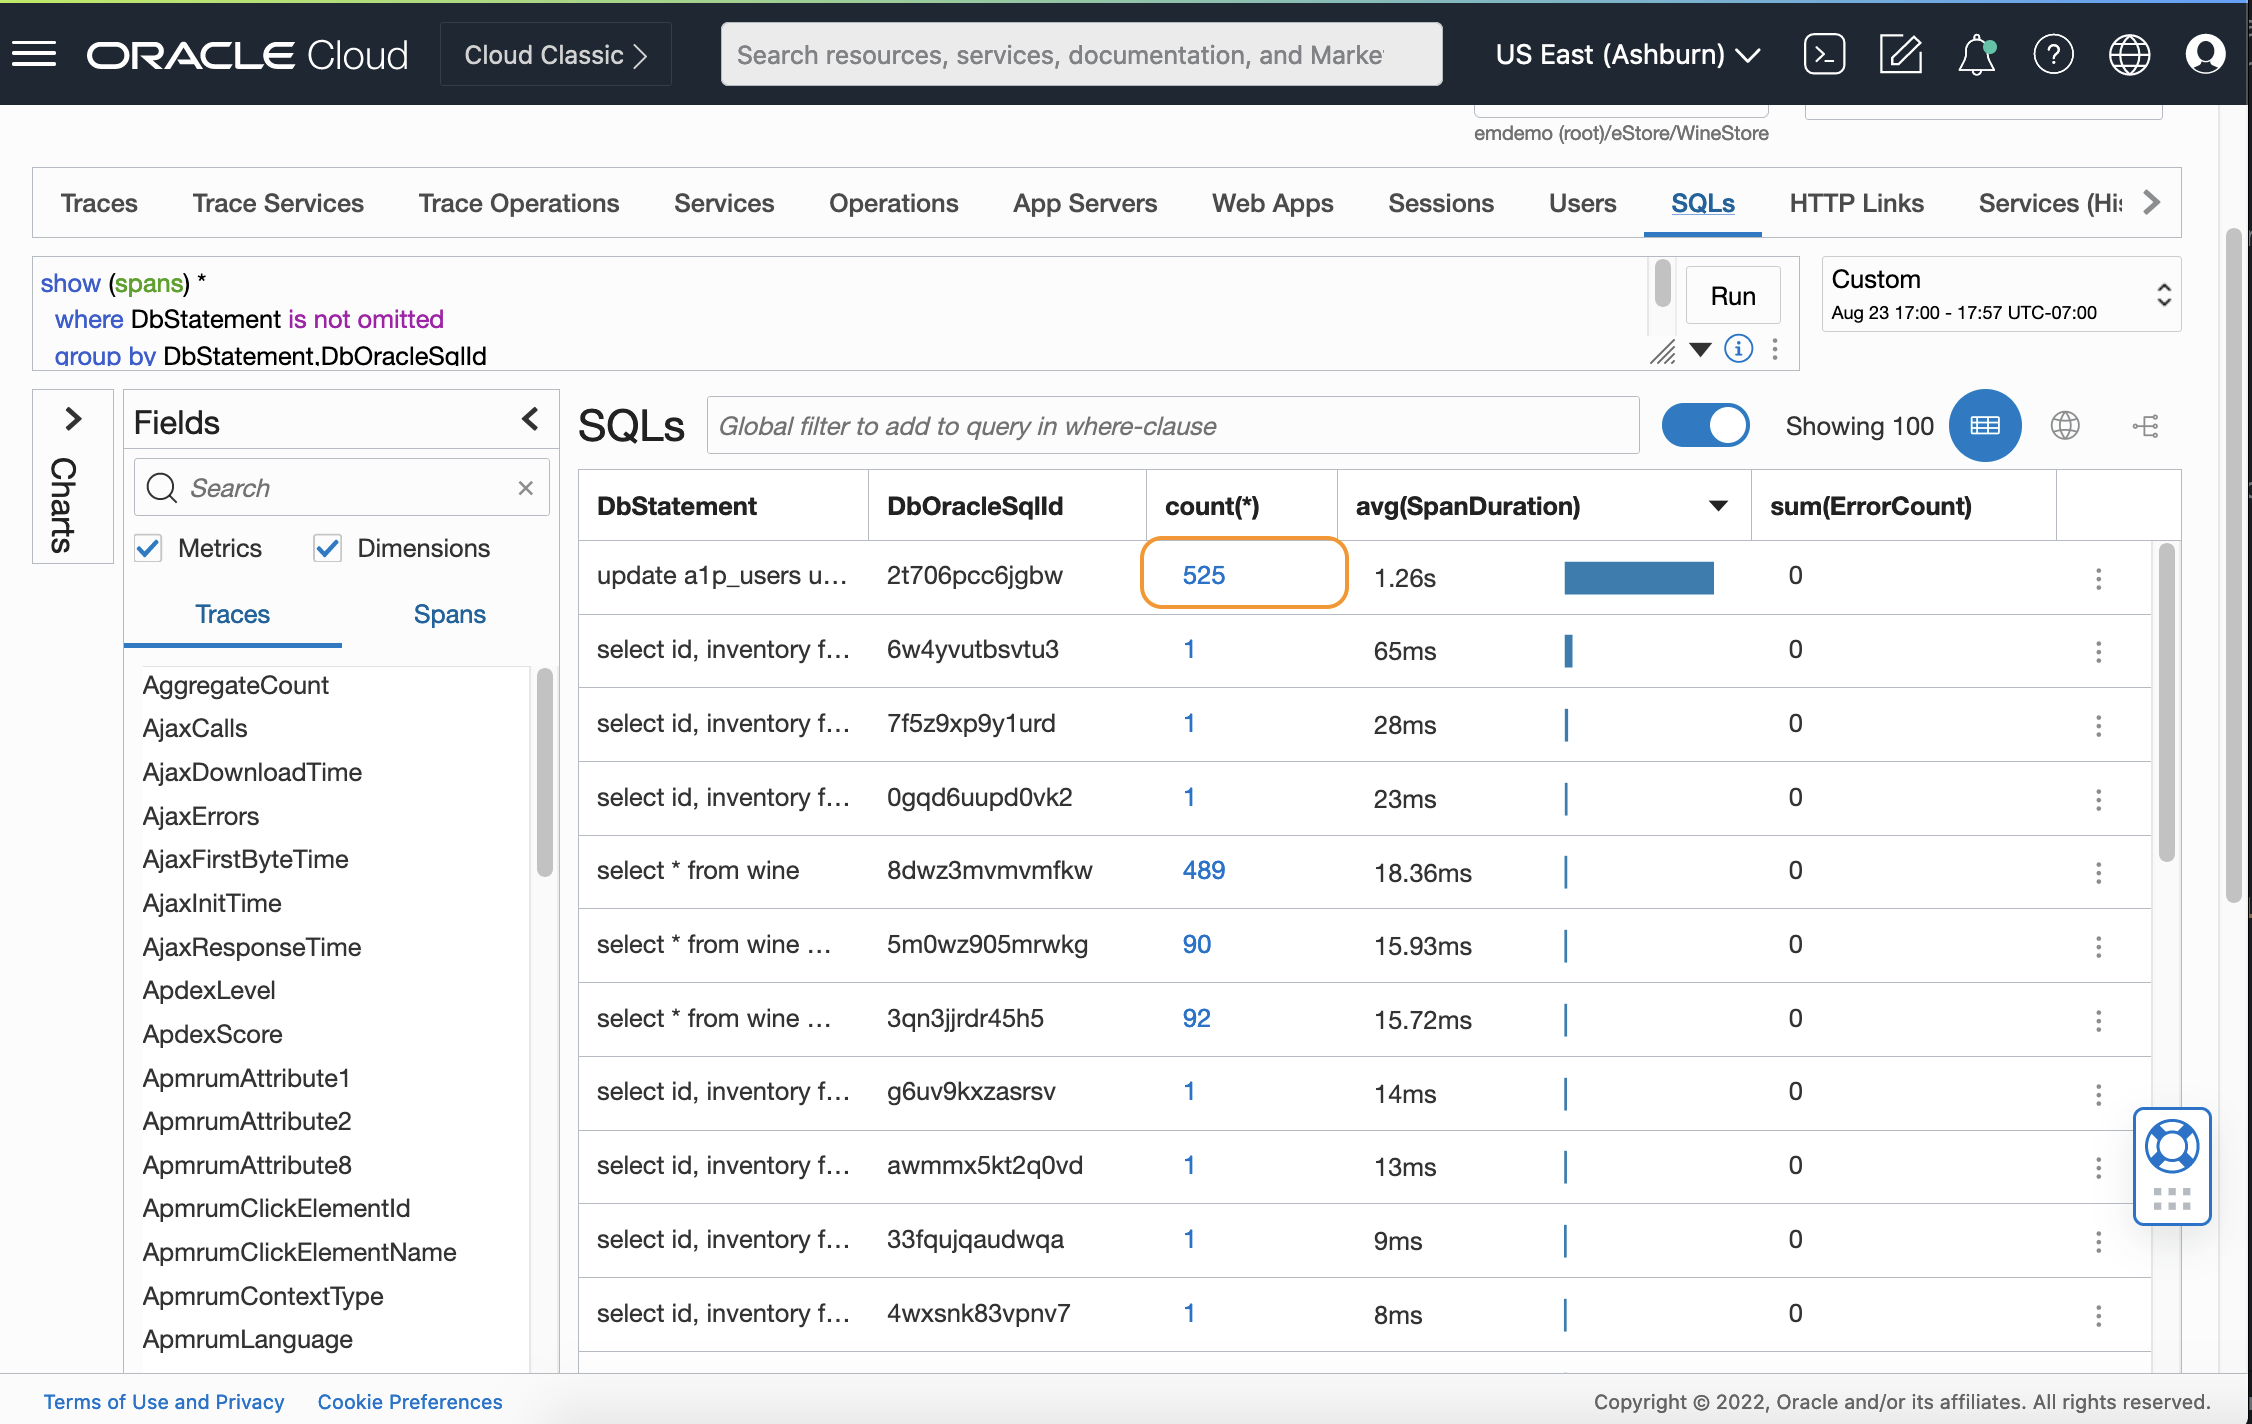 ORACLE Cloud
Cloud Classic
Search resources, services, documentation, and Marke
US East (Ashburn)
emdemo (root)/eStore/WineStore
Traces Trace Services Trace Operations Services Operations App Servers Web Apps Sessions Users SQLs HTTP Links Services (His
show (spans) *
where DbStatement is not omitted
group by DbStatement,DbOracleSqlId
Run
Custom
Aug 23 17:00 - 17:57 UTC-07:00
Charts
Fields
Search
Metrics Dimensions
Traces Spans
AggregateCount
AjaxCalls
AjaxDownloadTime
AjaxErrors
AjaxFirstByteTime
AjaxInitTime
AjaxResponseTime
ApdexLevel
ApdexScore
ApmrumAttribute1
ApmrumAttribute2
ApmrumAttribute8
ApmrumClickElementId
ApmrumClickElementName
ApmrumContextType
ApmrumLanguage
SQLs
Global filter to add to query in where-clause
Showing 100
DbStatement DbOracleSqlId count(*) avg(SpanDuration) sum(ErrorCount)
update a1p_users u... 2t706pcc6jgbw 525 1.26s 0
select id, inventory f... 6w4yvutbsvtu3 1 65ms 0
select id, inventory f... 7f5z9xp9y1urd 1 28ms 0
select id, inventory f... 0gqd6uupd0vk2 1 23ms 0
select * from wine 8dwz3mvmvmfkw 489 18.36ms 0
select * from wine ... 5m0wz905mrwkg 90 15.93ms 0
select * from wine ... 3qn3jjrdr45h5 92 15.72ms 0
select id, inventory f... g6uv9kxzasrsv 1 14ms 0
select id, inventory f... awmmx5kt2q0vd 1 13ms 0
select id, inventory f... 33fqujqaudwqa 1 9ms 0
select id, inventory f... 4wxsnk83vpnv7 1 8ms 0
Terms of Use and Privacy Cookie Preferences
Copyright © 2022, Oracle and/or its affiliates. All rights reserved.